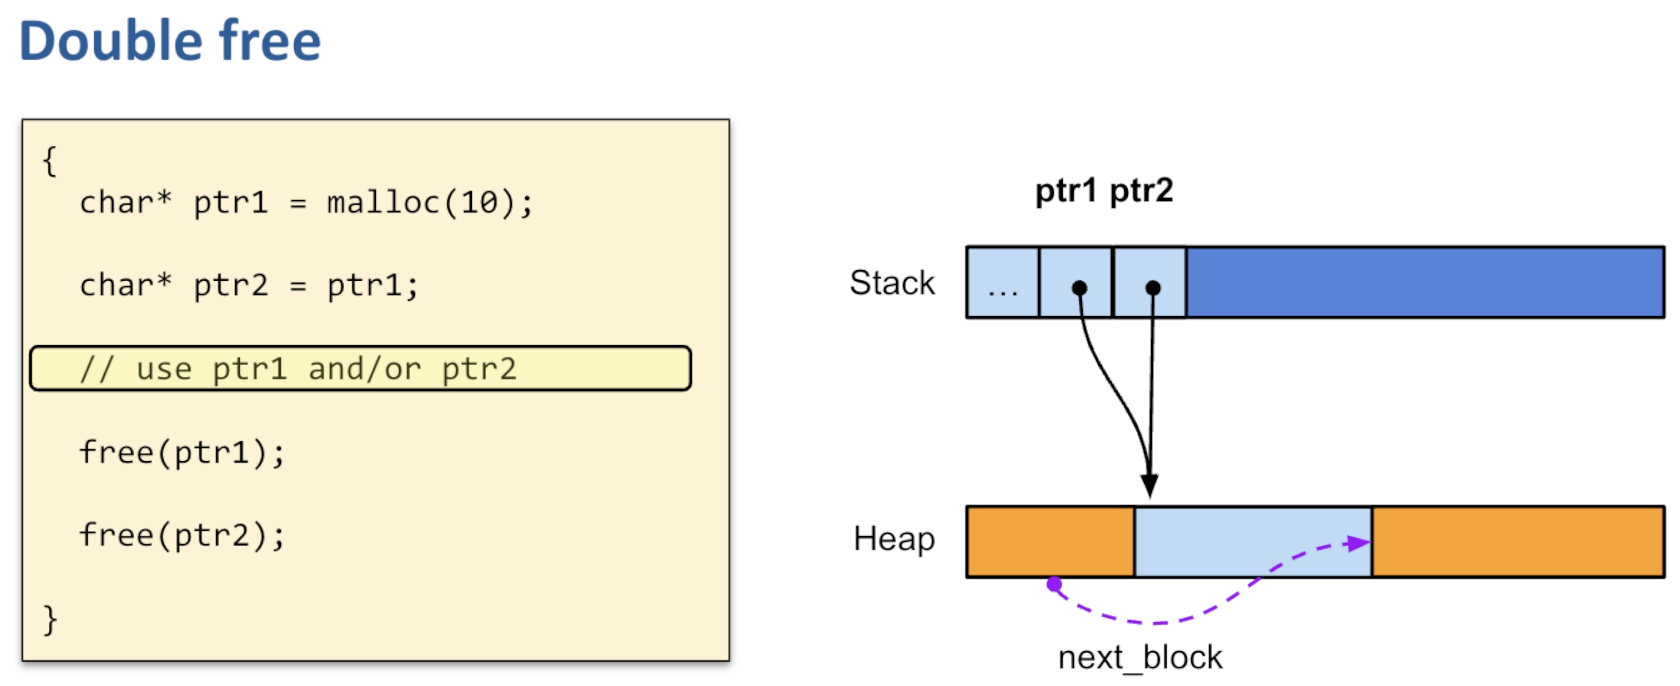 Double free
{
char* ptr1 = malloc(10);
char* ptr2 = ptr1;
// use ptr1 and/or ptr2
free(ptr1);
free(ptr2);
}
ptr1 ptr2
Stack
...
Heap
next_block